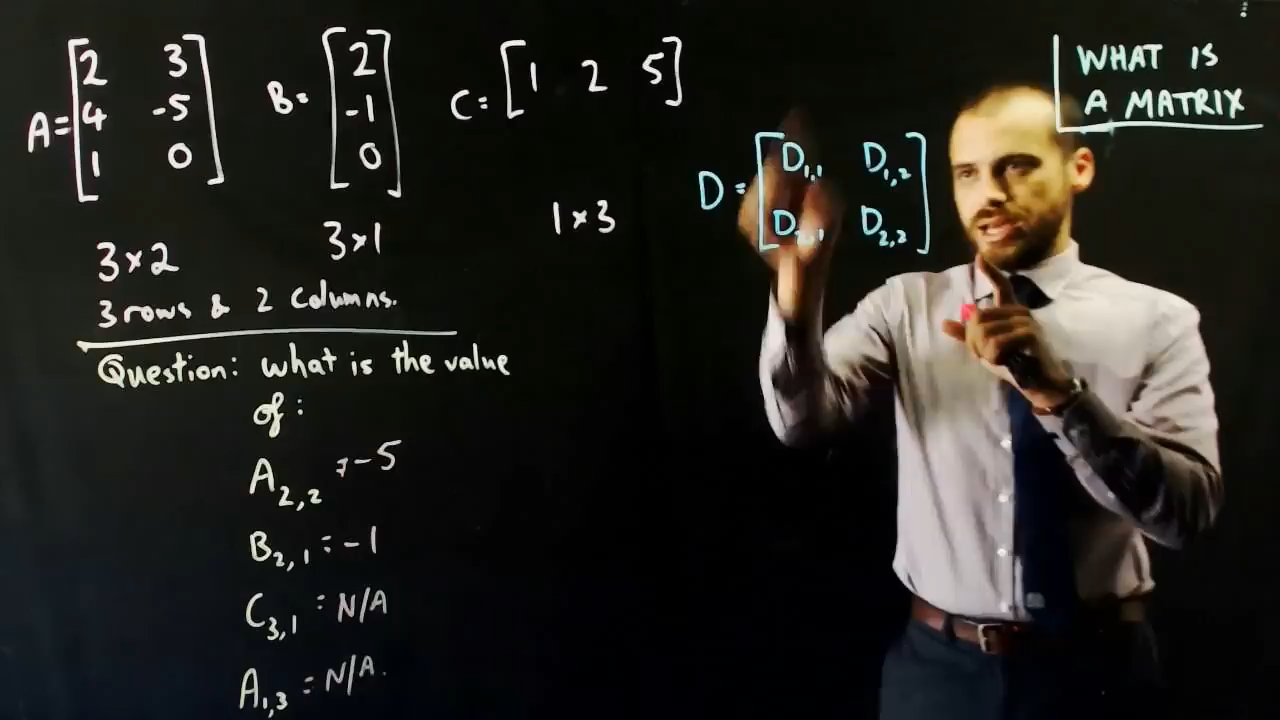 WHAT IS
A MATRIX
A = [2 3
4 -5
1 0]
B = [2
-1
0]
C = [1 2 5]
D = [D1,1 D1,2
D2,1 D2,2]
3×2
3×1
1×3
3 rows & 2 columns.
Question: what is the value
of:
A2,2 = -5
B2,1 = -1
C3,1 = N/A
A1,3 = N/A.